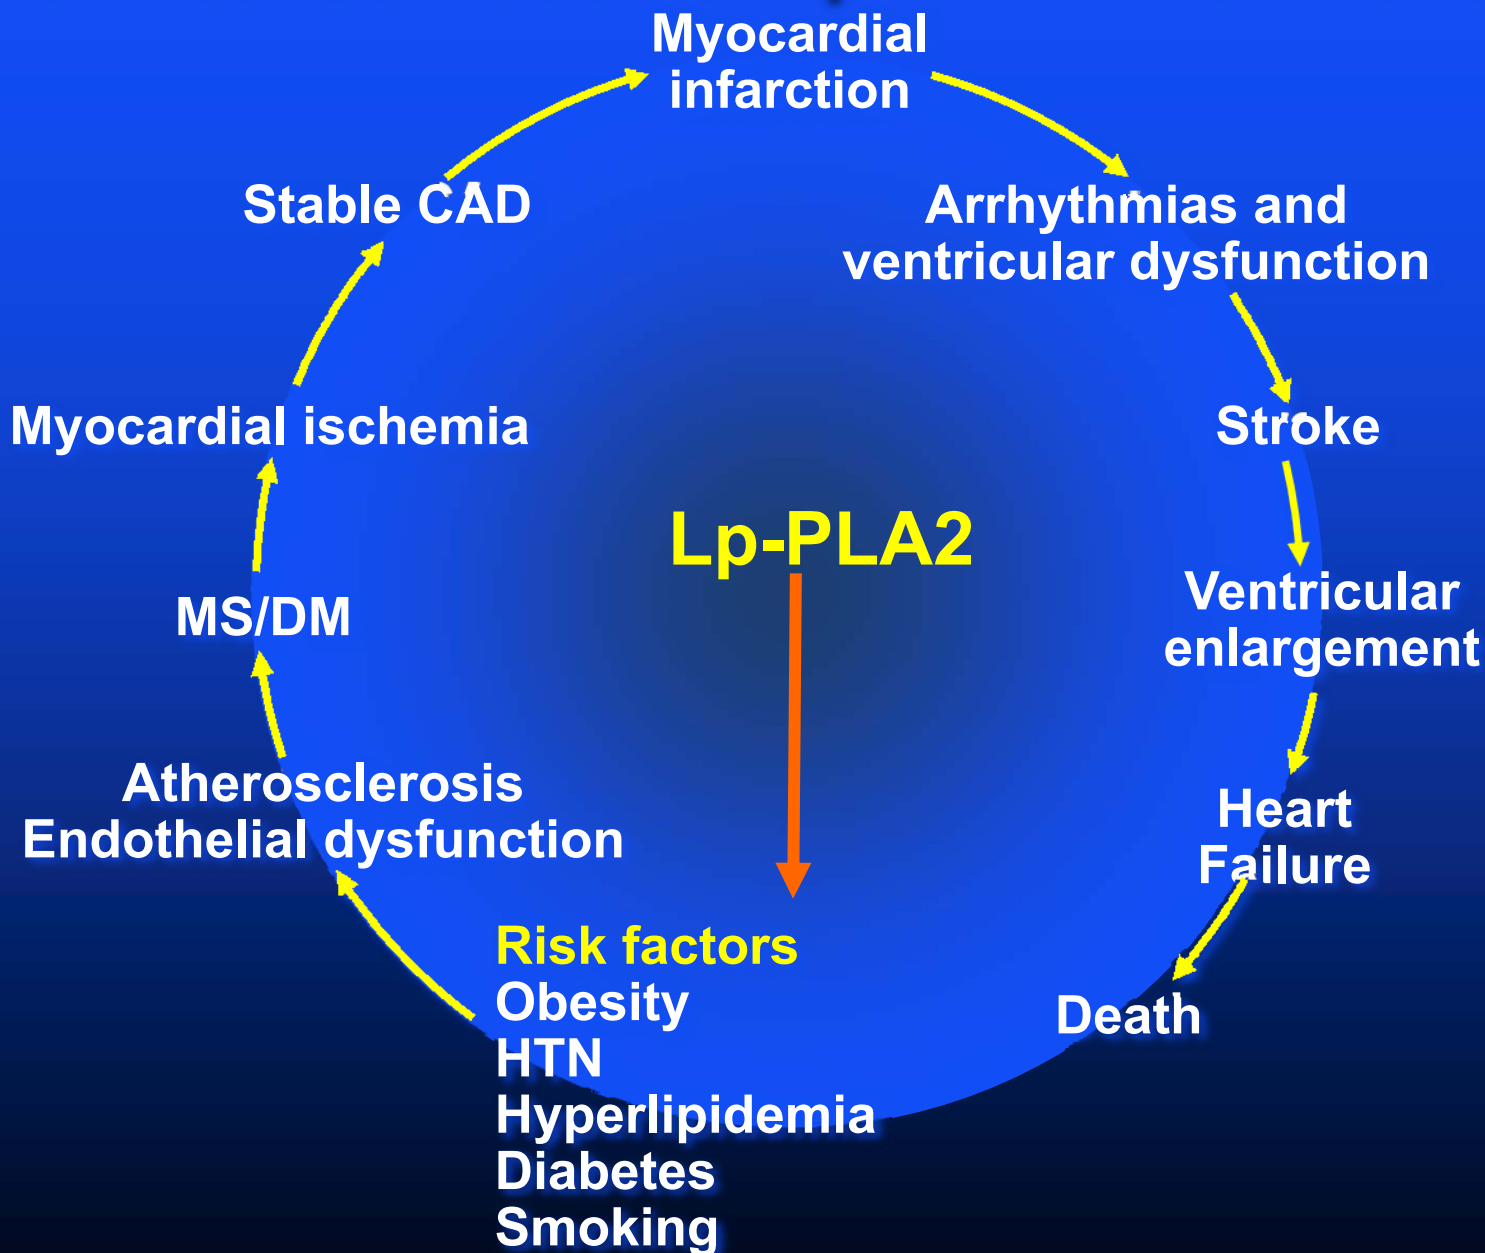 Myocardial
infarction
Stable CAD
Arrhythmias and
ventricular dysfunction
Myocardial ischemia
Stroke
Lp-PLA2
MS/DM
Ventricular
enlargement
Atherosclerosis
Endothelial dysfunction
Heart
Failure
Risk factors
Obesity
HTN
Hyperlipidemia
Diabetes
Smoking
Death